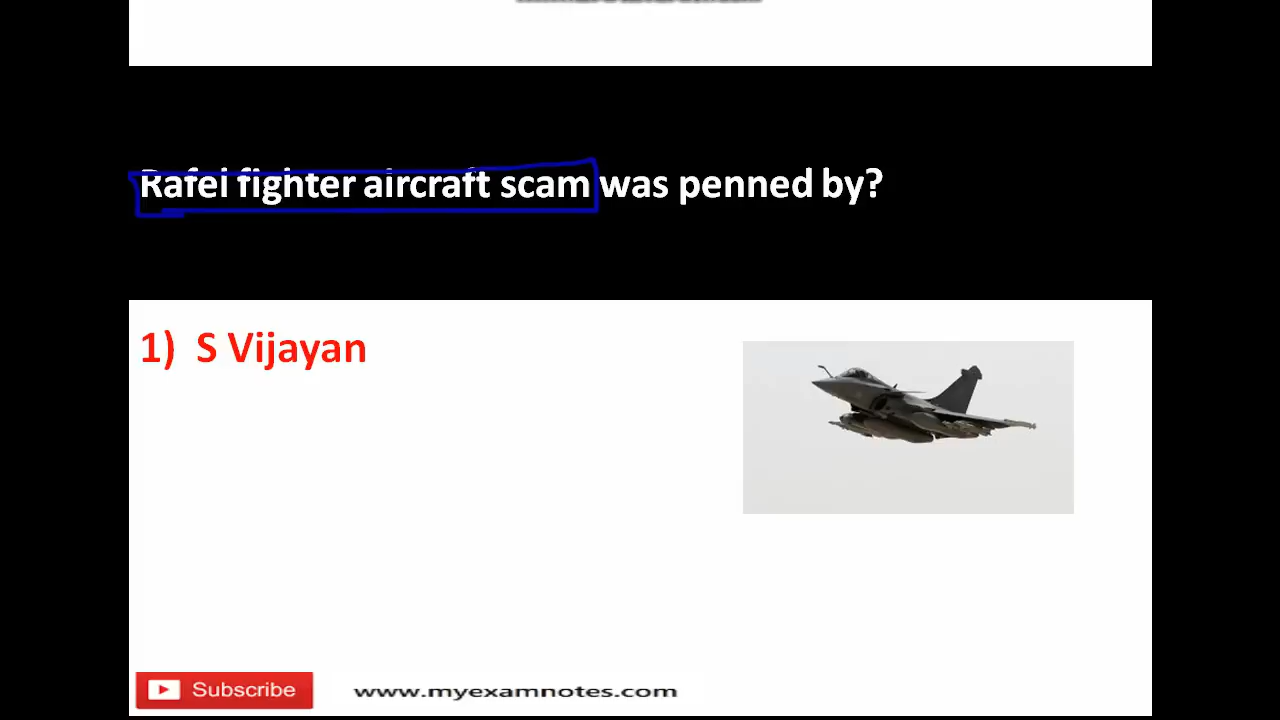 Rafel fighter aircraft scam was penned by?
1) S Vijayan
Subscribe
www.myexamnotes.com